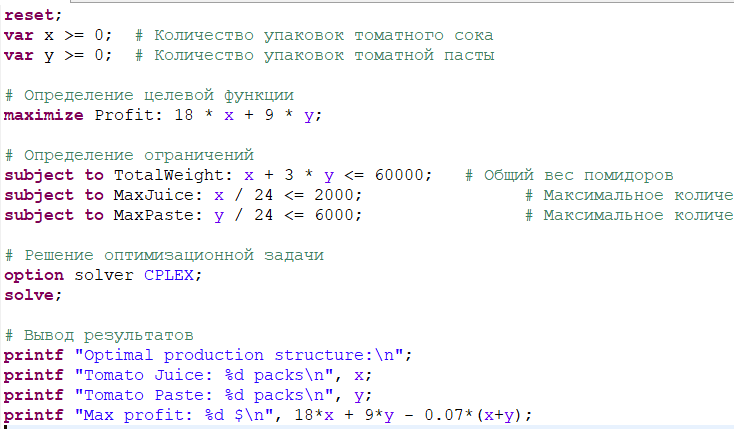 reset;
var x >= 0;  # Количество упаковок томатного сока
var y >= 0;  # Количество упаковок томатной пасты
# Определение целевой функции
maximize Profit: 18 * x + 9 * y;
# Определение ограничений
subject to TotalWeight: x + 3 * y <= 60000;   # Общий вес помидоров
subject to MaxJuice: x / 24 <= 2000;                # Максимальное количе
subject to MaxPaste: y / 24 <= 6000;                # Максимальное количе
# Решение оптимизационной задачи
option solver CPLEX;
solve;
# Вывод результатов
printf "Optimal production structure:\n";
printf "Tomato Juice: %d packs\n", x;
printf "Tomato Paste: %d packs\n", y;
printf "Max profit: %d $\n", 18*x + 9*y - 0.07*(x+y);